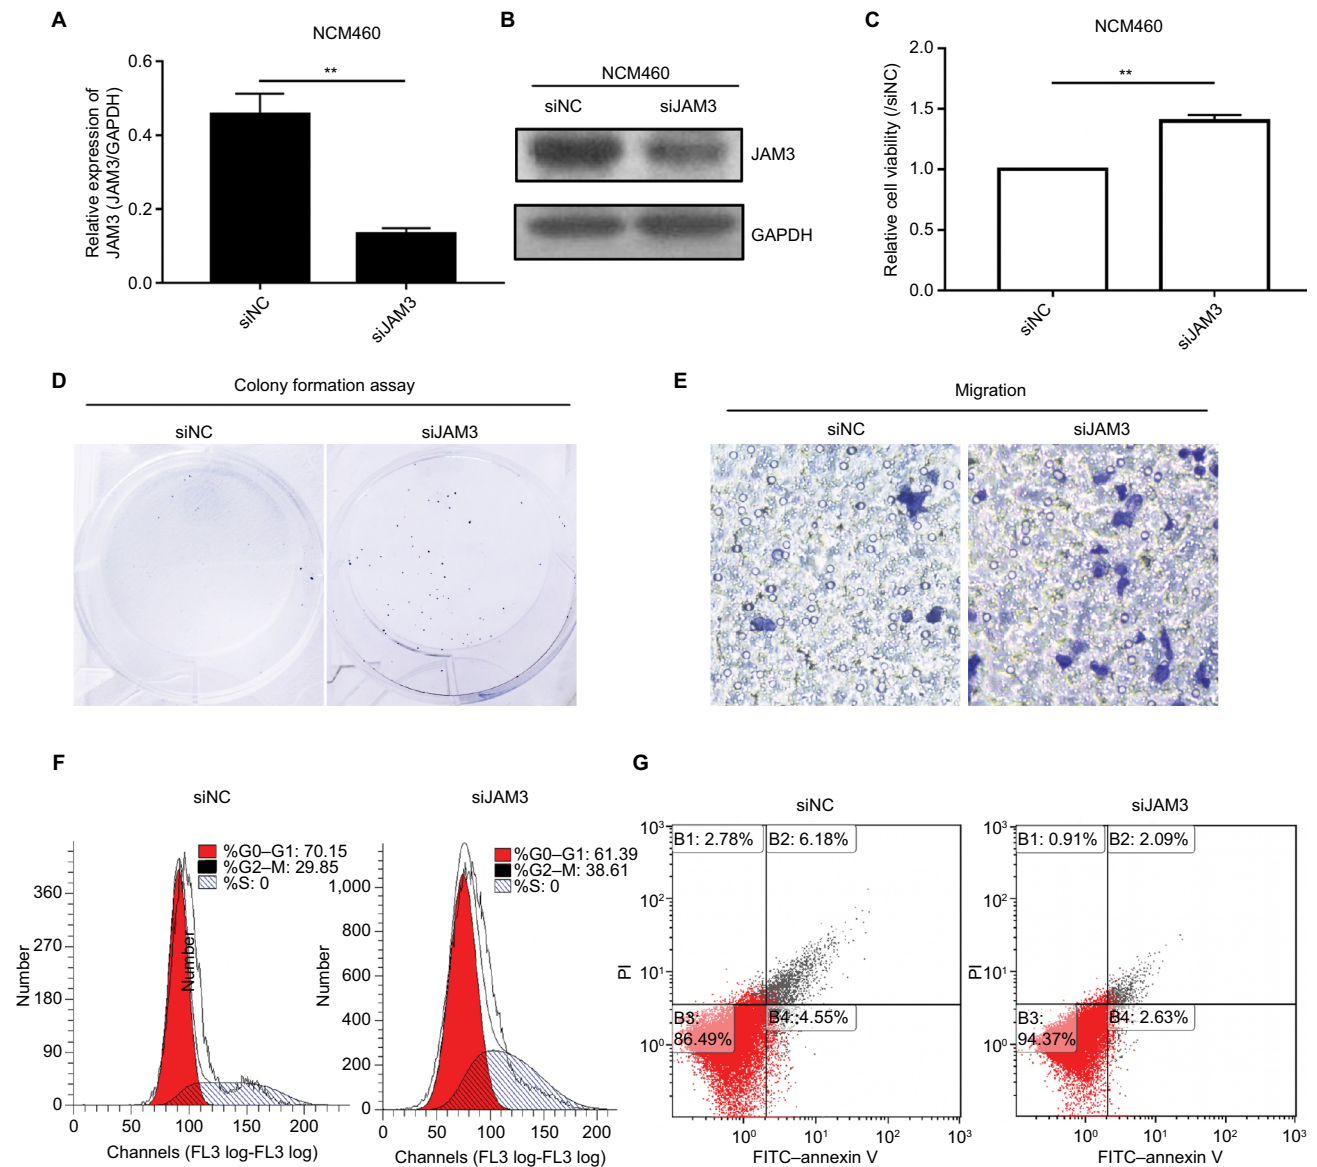 A
NCM460
Relative expression of
JAM3 (JAM3/GAPDH)
0.6
0.4
0.2
0.0
**
siNC
siJAM3
B
NCM460
siNC siJAM3
JAM3
GAPDH
C
NCM460
Relative cell viability (/siNC)
2.0
1.5
1.0
0.5
0.0
**
siNC
siJAM3
D
Colony formation assay
siNC siJAM3
E
Migration
siNC siJAM3
F
siNC
%G0–G1: 70.15
%G2–M: 29.85
%S: 0
Number
360
270
180
90
0
Number
0 50 100 150 200
Channels (FL3 log-FL3 log)
siJAM3
%G0–G1: 61.39
%G2–M: 38.61
%S: 0
Number
1,000
800
600
400
200
0
0 50 100 150 200
Channels (FL3 log-FL3 log)
G
siNC
B1: 2.78% B2: 6.18%
B3:
86.49%
B4: 4.55%
PI
10³
10²
10¹
10⁰
10⁰ 10¹ 10² 10³
FITC–annexin V
siJAM3
B1: 0.91% B2: 2.09%
B3:
94.37%
B4: 2.63%
PI
10³
10²
10¹
10⁰
10⁰ 10¹ 10² 10³
FITC–annexin V